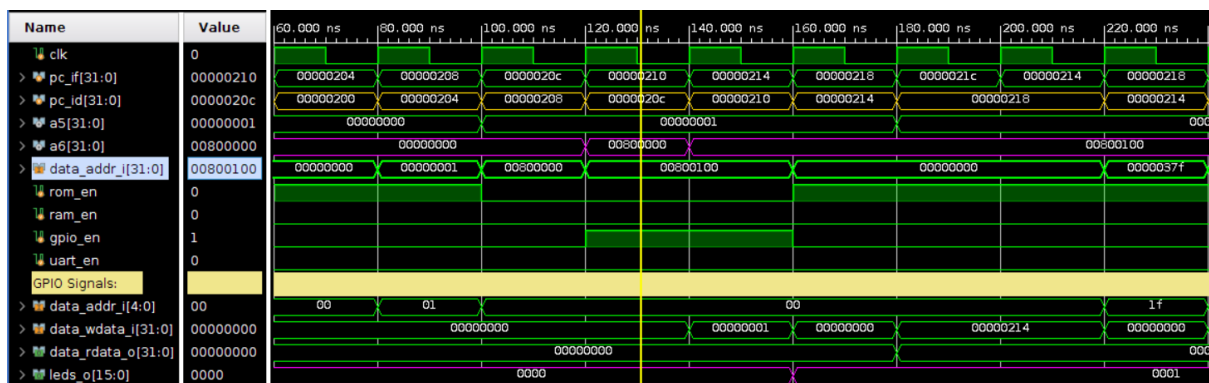 Name Value 60.000 ns 80.000 ns 100.000 ns 120.000 ns 140.000 ns 160.000 ns 180.000 ns 200.000 ns 220.000 ns
clk 0
pc_if[31:0] 00000210 00000204 00000208 0000020c 00000210 00000214 00000218 0000021c 00000214 00000218
pc_id[31:0] 0000020c 00000200 00000204 00000208 0000020c 00000210 00000214 00000218 00000214
a5[31:0] 00000001 00000000 00000001 000
a6[31:0] 00800000 00000000 00800000 00800100
data_addr_i[31:0] 00800100 00000000 00000001 00800000 00800100 00000000 0000037f
rom_en 0
ram_en 0
gpio_en 1
uart_en 0
GPIO Signals:
data_addr_i[4:0] 00 00 01 00 1f
data_wdata_i[31:0] 00000000 00000000 00000001 00000000 00000214 00000000
data_rdata_o[31:0] 00000000 00000000 000
leds_o[15:0] 0000 0000 0001